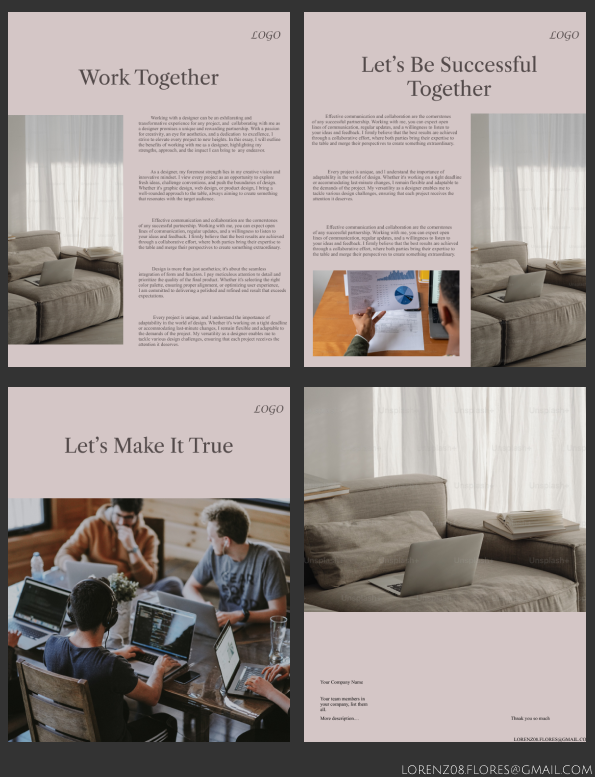 LOGO
Work Together
Working with a designer can be an exhilarating and
transformative experience for any project, and collaborating with me as
a designer promises a unique and rewarding partnership. With a passion
for creativity, an eye for aesthetics, and a dedication to excellence, I
strive to elevate every project to new heights. In this essay, I will outline
the benefits of working with me as a designer, highlighting my
strengths, approach, and the impact I can bring to my audience.
As a designer, my foremost strength lies in my creative vision and
innovative mindset. I view every project as an opportunity to explore
fresh ideas, challenge conventions, and push the boundaries of design.
Whether it's graphic design, web design, or product design, I bring a
well-rounded approach to the table, always aiming to create something
that resonates with the target audience.
Effective communication and collaboration are the cornerstones
of any successful partnership. Working with me, you can expect open
lines of communication, regular updates, and a willingness to listen to
your ideas and feedback. I firmly believe that the best results are achieved
through a collaborative effort, where both parties bring their expertise to
the table and merge their perspectives to create something extraordinary.
Design is more than just aesthetics; it's about the seamless
integration of form and function. I pay meticulous attention to detail and
prioritize the quality of the final product. Whether it's selecting the right
color palette, ensuring proper alignment, or optimizing user experience,
I am committed to delivering a polished and refined end result that exceeds
expectations.
Every project is unique, and I understand the importance of
adaptability in the world of design. Whether it's working on a tight deadline
or accommodating last-minute changes, I remain flexible and adaptable to
the demands of the project. My versatility as a designer enables me to
tackle various design challenges, ensuring that each project receives the
attention it deserves.
LOGO
Let's Be Successful
Together
Effective communication and collaboration are the cornerstones
of any successful partnership. Working with me, you can expect open
lines of communication, regular updates, and a willingness to listen to
your ideas and feedback. I firmly believe that the best results are achieved
through a collaborative effort, where both parties bring their expertise to
the table and merge their perspectives to create something extraordinary.
Every project is unique, and I understand the importance of
adaptability in the world of design. Whether it's working on a tight deadline
or accommodating last-minute changes, I remain flexible and adaptable to
the demands of the project. My versatility as a designer enables me to
tackle various design challenges, ensuring that each project receives the
attention it deserves.
Effective communication and collaboration are the cornerstones
of any successful partnership. Working with me, you can expect open
lines of communication, regular updates, and a willingness to listen to
your ideas and feedback. I firmly believe that the best results are achieved
through a collaborative effort, where both parties bring their expertise to
the table and merge their perspectives to create something extraordinary.
LOGO
Let's Make It True
Your Company Name
Your team members in
your company, list them
all.
More description...
Thank you so much
LORENZ08.FLORES@GMAIL.CO
LORENZ08.FLORES@GMAIL.COM